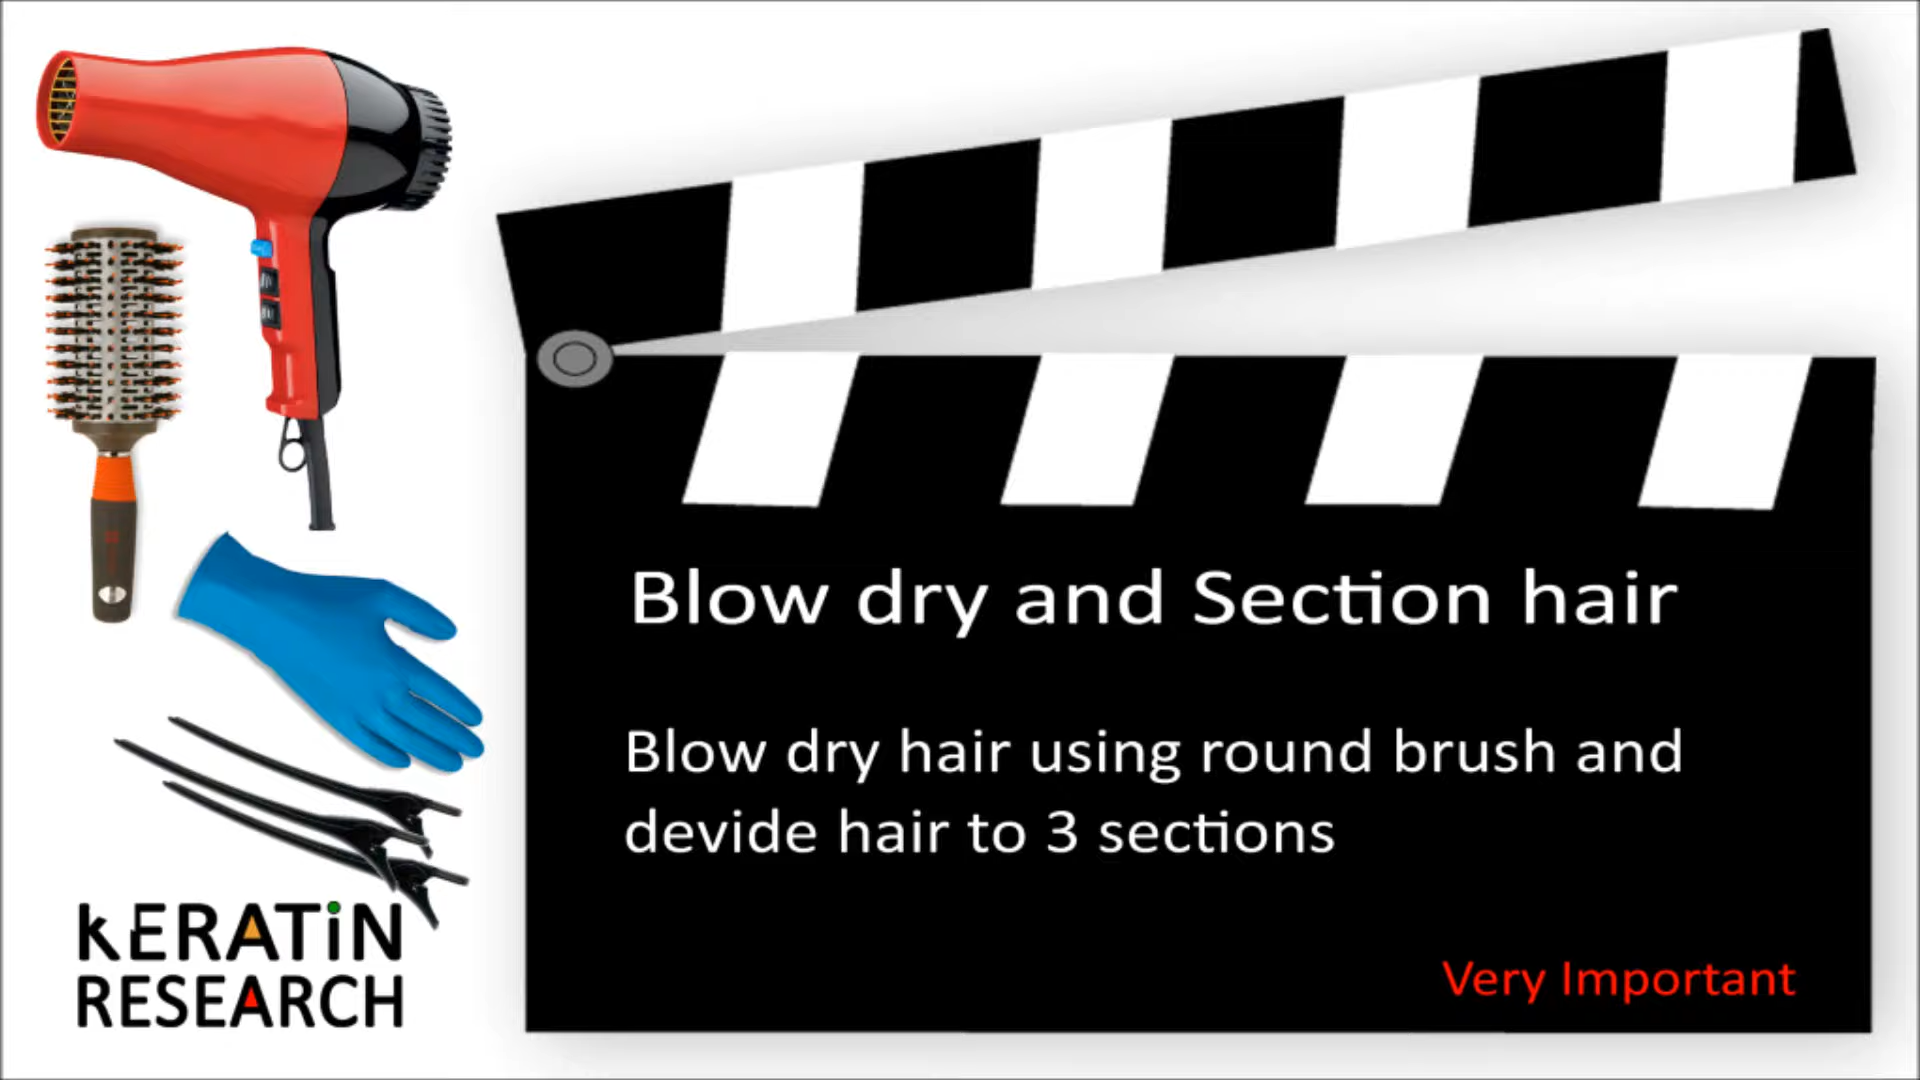 Blow dry and Section hair
Blow dry hair using round brush and
devide hair to 3 sections
Very Important
KERATiN
RESEARCH